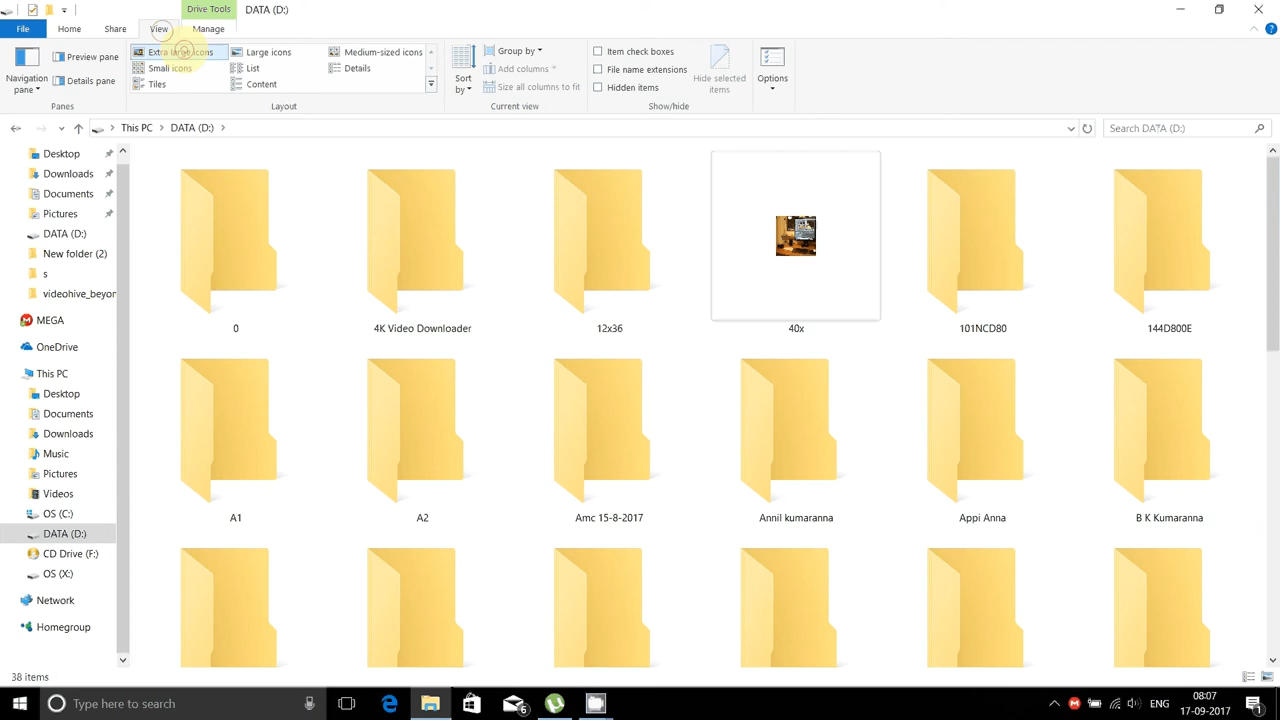 Drive Tools
DATA (D:)
File
Home
Share
View
Manage
Navigation pane
Preview pane
Details pane
Panes
Extra large icons
Large icons
Medium-sized icons
Small icons
List
Details
Tiles
Content
Layout
Sort by
Group by
Add columns
Size all columns to fit
Current view
Item check boxes
File name extensions
Hidden items
Hide selected items
Show/hide
Options
This PC
DATA (D:)
Search DATA (D:)
Desktop
Downloads
Documents
Pictures
DATA (D:)
New folder (2)
s
videohive_beyon
MEGA
OneDrive
This PC
Desktop
Documents
Downloads
Music
Pictures
Videos
OS (C:)
DATA (D:)
CD Drive (F:)
OS (X:)
Network
Homegroup
0
4K Video Downloader
12x36
40x
101NCD80
144D800E
A1
A2
Amc 15-8-2017
Annil kumaranna
Appi Anna
B K Kumaranna
38 items
Type here to search
6
ENG
08:07
17-09-2017
1